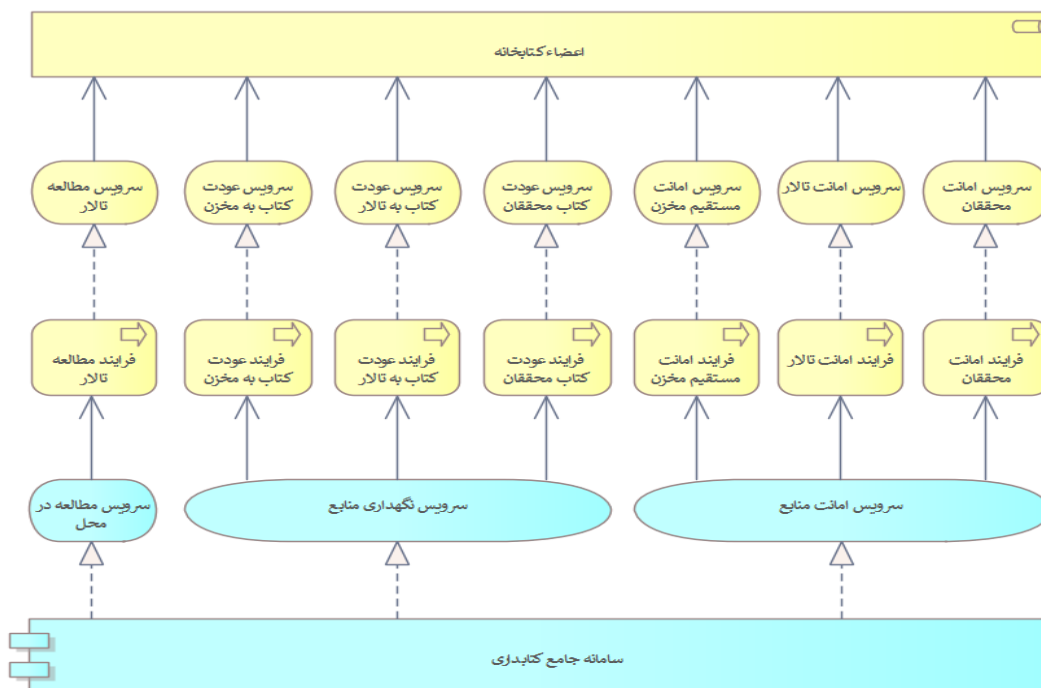 اعضاء کتابخانه
سرویس امانت
محققان
سرویس امانت تالار
سرویس امانت
مستقیم مخزن
سرویس عودت
کتاب محققان
سرویس عودت
کتاب به تالار
سرویس عودت
کتاب به مخزن
سرویس مطالعه
تالار
فرایند امانت
محققان
فرایند امانت تالار
فرایند امانت
مستقیم مخزن
فرایند عودت
کتاب محققان
فرایند عودت
کتاب به تالار
فرایند عودت
کتاب به مخزن
فرایند مطالعه
تالار
سرویس امانت منابع
سرویس نگهداری منابع
سرویس مطالعه در
محل
سامانه جامع کتابداری